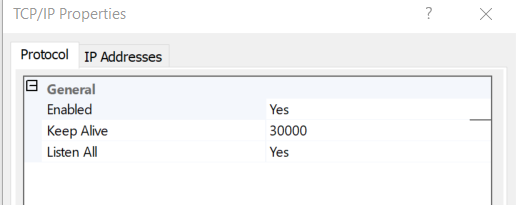 TCP/IP Properties ? ×
Protocol IP Addresses
General
Enabled Yes
Keep Alive 30000
Listen All Yes